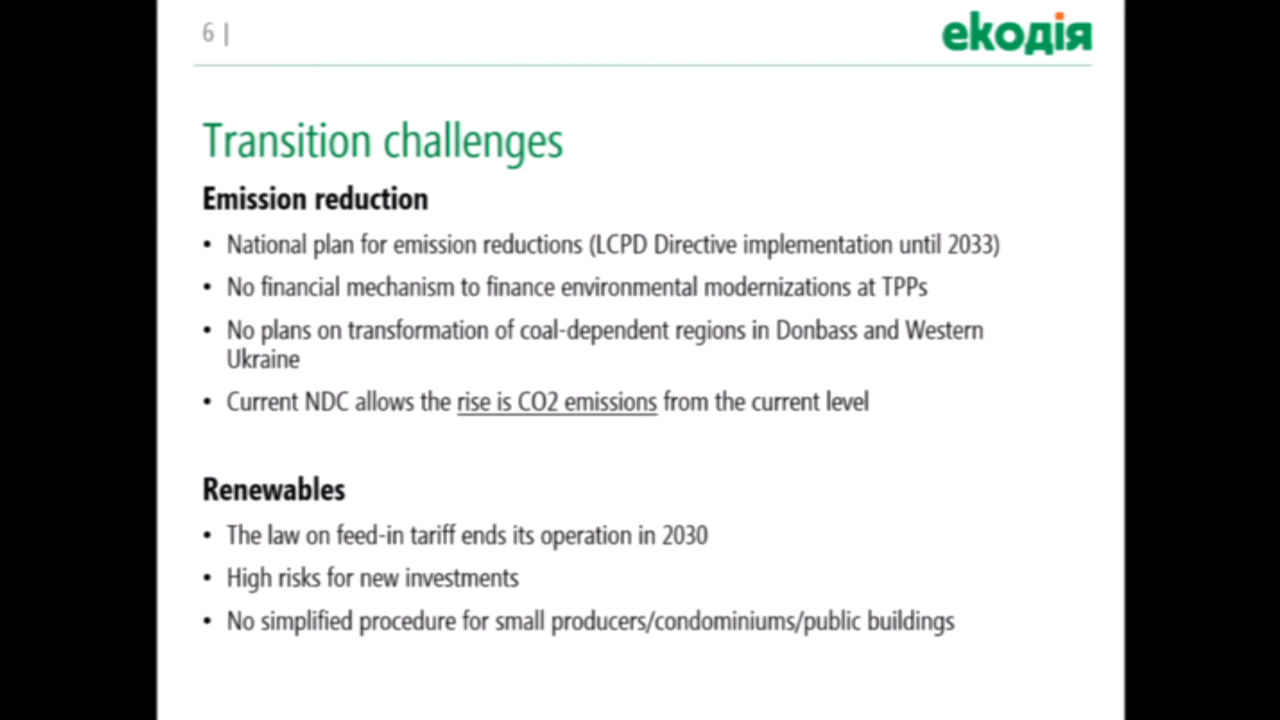 6 |
екодія
Transition challenges
Emission reduction
• National plan for emission reductions (LCPD Directive implementation until 2033)
• No financial mechanism to finance environmental modernizations at TPPs
• No plans on transformation of coal-dependent regions in Donbass and Western
Ukraine
• Current NDC allows the rise is CO2 emissions from the current level
Renewables
• The law on feed-in tariff ends its operation in 2030
• High risks for new investments
• No simplified procedure for small producers/condominiums/public buildings